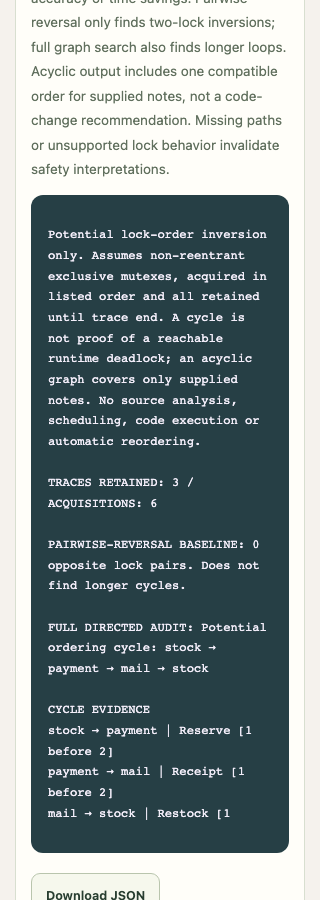 accuracy or time savings. Pairwise
reversal only finds two-lock inversions;
full graph search also finds longer loops.
Acyclic output includes one compatible
order for supplied notes, not a code-
change recommendation. Missing paths
or unsupported lock behavior invalidate
safety interpretations.
Potential lock-order inversion
only. Assumes non-reentrant
exclusive mutexes, acquired in
listed order and all retained
until trace end. A cycle is
not proof of a reachable
runtime deadlock; an acyclic
graph covers only supplied
notes. No source analysis,
scheduling, code execution or
automatic reordering.
TRACES RETAINED: 3 /
ACQUISITIONS: 6
PAIRWISE-REVERSAL BASELINE: 0
opposite lock pairs. Does not
find longer cycles.
FULL DIRECTED AUDIT: Potential
ordering cycle: stock →
payment → mail → stock
CYCLE EVIDENCE
stock → payment | Reserve [1
before 2]
payment → mail | Receipt [1
before 2]
mail → stock | Restock [1
Download JSON